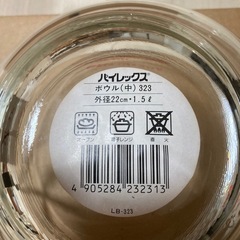 パイレックス
ボウル(中)323
外径22cm・1.5ℓ
オーブン 電子レンジ 直火
4 905284 232313
LB-323